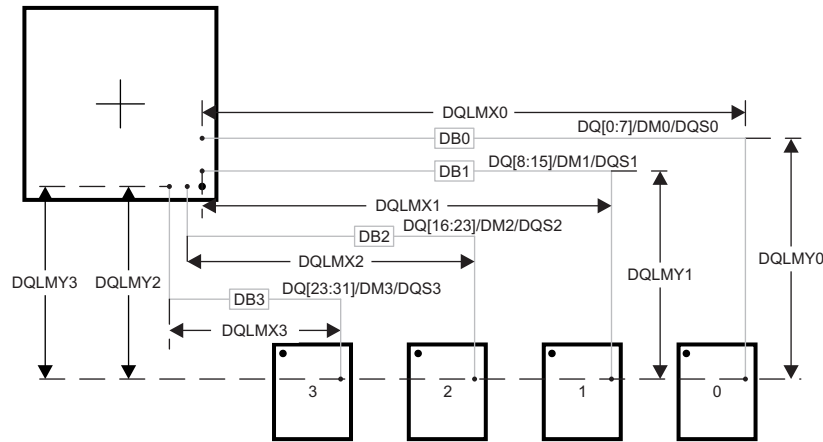 DQLMX0
DQ[0:7]/DM0/DQS0
DB0
DQ[8:15]/DM1/DQS1
DB1
DQLMX1
DQ[16:23]/DM2/DQS2
DB2
DQLMX2
DQLMY0
DQLMY1
DQLMY3
DQLMY2
DQ[23:31]/DM3/DQS3
DB3
DQLMX3
3
2
1
0